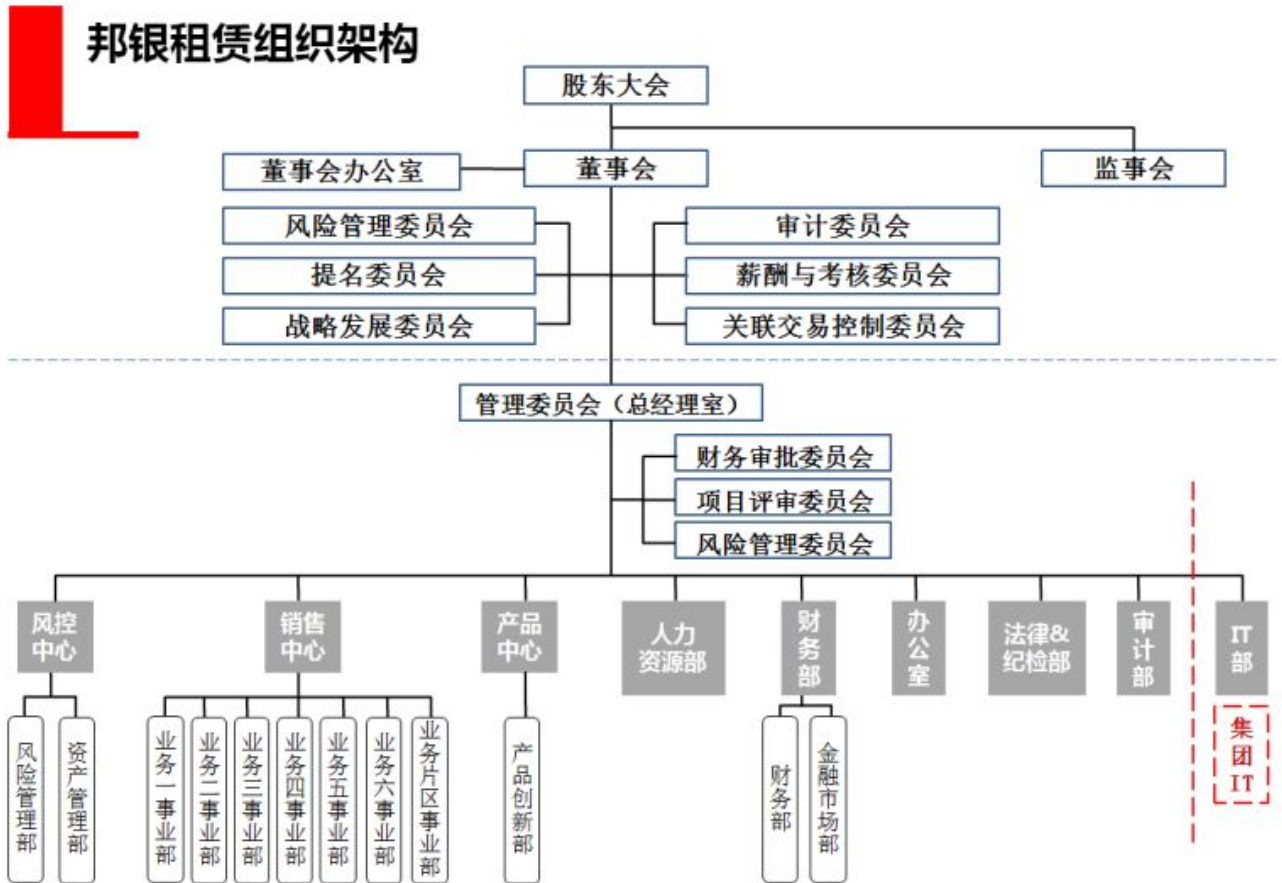 邦银租赁组织架构
股东大会
董事会办公室
董事会
监事会
风险管理委员会
审计委员会
提名委员会
薪酬与考核委员会
战略发展委员会
关联交易控制委员会
管理委员会（总经理室）
财务审批委员会
项目评审委员会
风险管理委员会
风控
中心
销售
中心
产品
中心
人力
资源部
财务部
办公室
法律&
纪检部
审计部
IT
部
风险管理部
资产管理部
业务一事业部
业务二事业部
业务三事业部
业务四事业部
业务五事业部
业务六事业部
业务片区事业部
产品创新部
财务部
金融市场部
集
团
IT